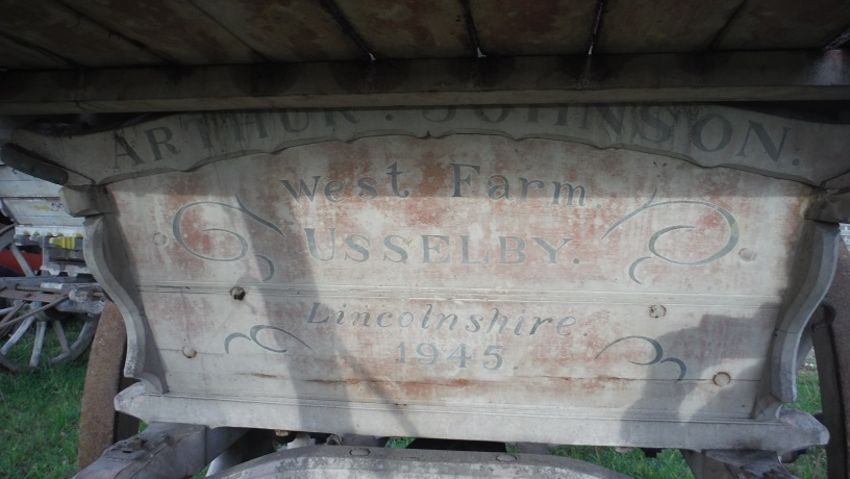 ARTHUR. JOHNSON.
West Farm.
USSELBY.
Lincolnshire.
1945.